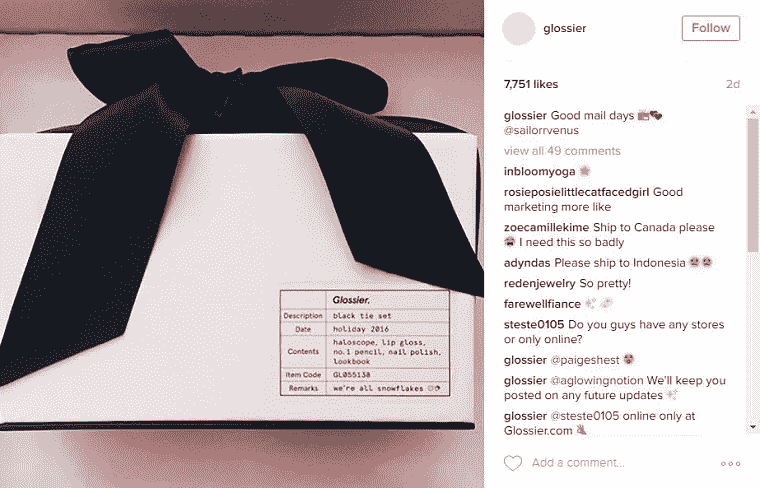 Glossier.
Description black tie set
Date holiday 2016
Contents haloscope, lip gloss,
no.1 pencil, nail polish,
lookbook
Item Code GL055138
Remarks we're all snowflakes
glossier
Follow
7,751 likes
2d
glossier Good mail days
@sailorrvenus
view all 49 comments
inbloomyoga
rosieposielittlecatfacedgirl Good
marketing more like
zoecamillekime Ship to Canada please
I need this so badly
adyndas Please ship to Indonesia
redenjewelry So pretty!
farewellfiance
steste0105 Do you guys have any stores
or only online?
glossier @paigeshest
glossier @aglowingnotion We'll keep you
posted on any future updates
glossier @steste0105 online only at
Glossier.com
Add a comment...